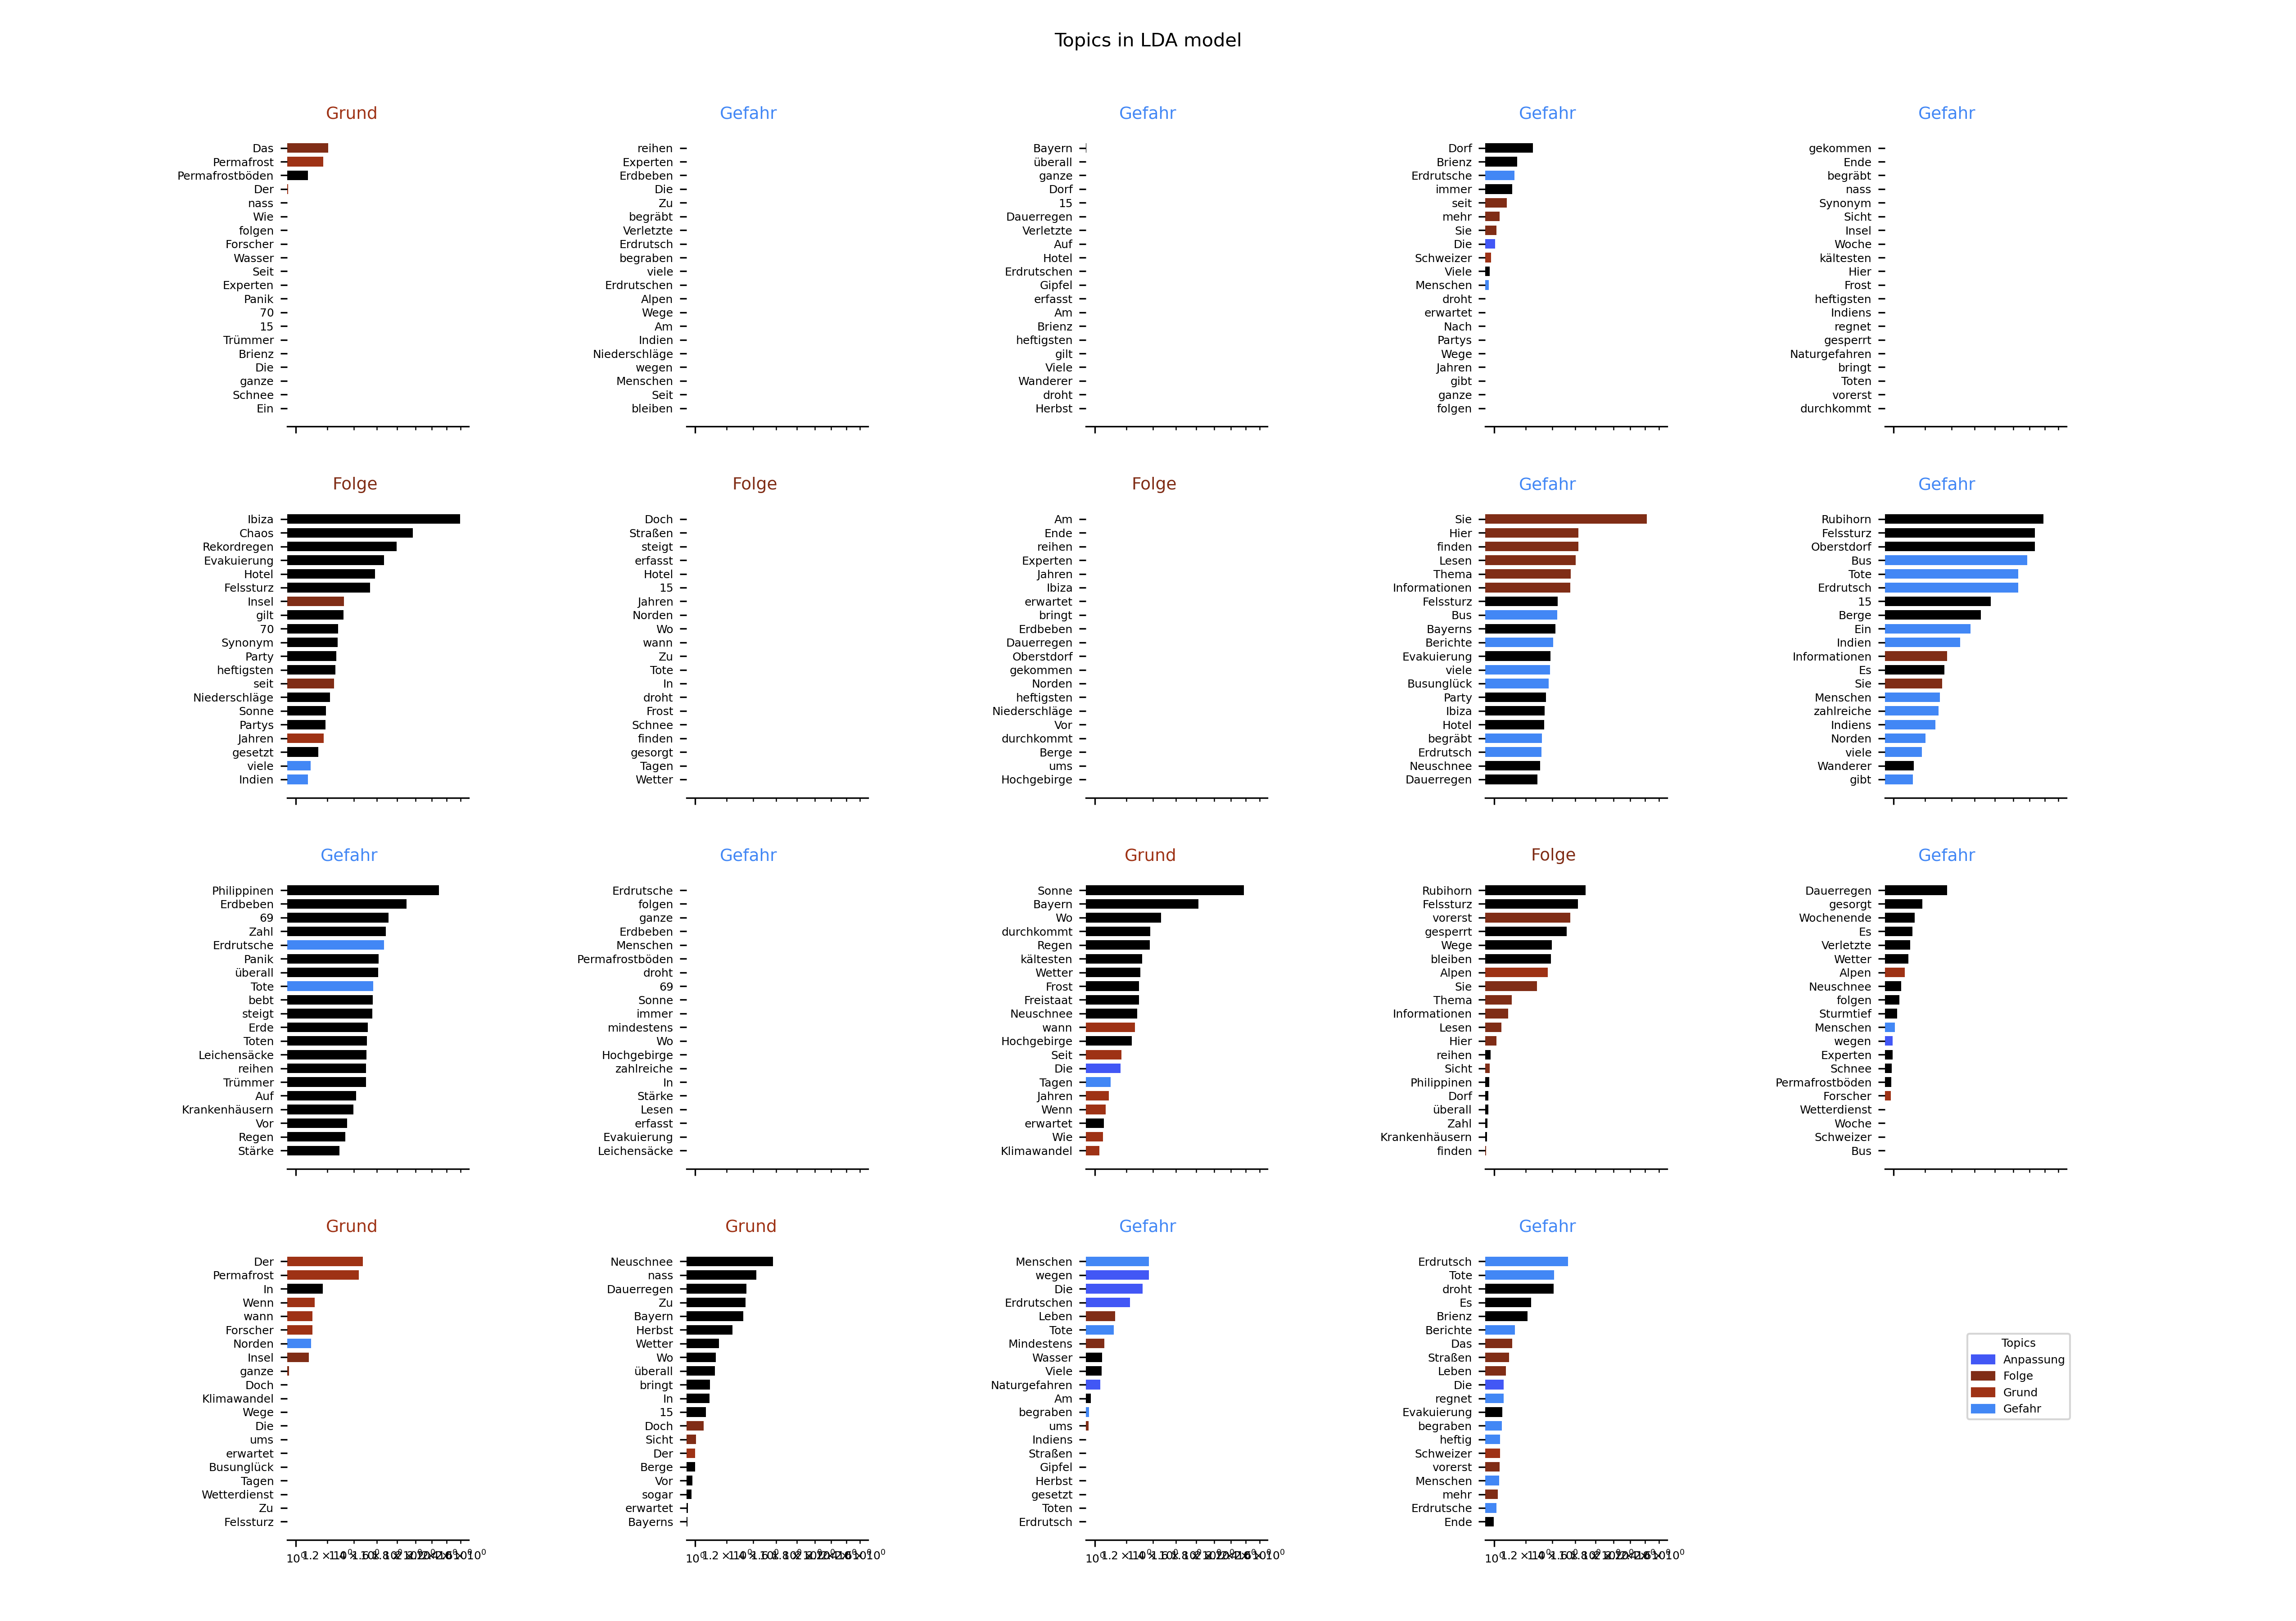 Topics in LDA model
Grund
Das
Permafrost
Permafrostböden
Der
nass
Wie
folgen
Forscher
Wasser
Seit
Experten
Panik
70
15
Trümmer
Brienz
Die
ganze
Schnee
Ein
Gefahr
reihen
Experten
Erdbeben
Die
Zu
begräbt
Verletzte
Erdrutsch
begraben
viele
Erdrutschen
Alpen
Wege
Am
Indien
Niederschläge
wegen
Menschen
Seit
bleiben
Gefahr
Bayern
überall
ganze
Dorf
15
Dauerregen
Verletzte
Auf
Hotel
Erdrutschen
Gipfel
erfasst
Am
Brienz
heftigsten
gilt
Viele
Wanderer
droht
Herbst
Gefahr
Dorf
Brienz
Erdrutsche
immer
seit
mehr
Sie
Die
Schweizer
Viele
Menschen
droht
erwartet
Nach
Partys
Wege
Jahren
gibt
ganze
folgen
Gefahr
gekommen
Ende
begräbt
nass
Synonym
Sicht
Insel
Woche
kältesten
Hier
Frost
heftigsten
Indiens
regnet
gesperrt
Naturgefahren
bringt
Toten
vorerst
durchkommt
Folge
Ibiza
Chaos
Rekordregen
Evakuierung
Hotel
Felssturz
Insel
gilt
70
Synonym
Party
heftigsten
seit
Niederschläge
Sonne
Partys
Jahren
gesetzt
viele
Indien
Folge
Doch
Straßen
steigt
erfasst
Hotel
15
Jahren
Norden
Wo
wann
Zu
Tote
In
droht
Frost
Schnee
finden
gesorgt
Tagen
Wetter
Folge
Am
Ende
reihen
Experten
Jahren
Ibiza
erwartet
bringt
Erdbeben
Dauerregen
Oberstdorf
gekommen
Norden
heftigsten
Niederschläge
Vor
durchkommt
Berge
ums
Hochgebirge
Gefahr
Sie
Hier
finden
Lesen
Thema
Informationen
Felssturz
Bus
Bayerns
Berichte
Evakuierung
viele
Busunglück
Party
Ibiza
Hotel
begräbt
Erdrutsch
Neuschnee
Dauerregen
Gefahr
Rubihorn
Felssturz
Oberstdorf
Bus
Tote
Erdrutsch
15
Berge
Ein
Indien
Informationen
Es
Sie
Menschen
zahlreiche
Indiens
Norden
viele
Wanderer
gibt
Gefahr
Philippinen
Erdbeben
69
Zahl
Erdrutsche
Panik
überall
Tote
bebt
steigt
Erde
Toten
Leichensäcke
reihen
Trümmer
Auf
Krankenhäusern
Vor
Regen
Stärke
Gefahr
Erdrutsche
folgen
ganze
Erdbeben
Menschen
Permafrostböden
droht
69
Sonne
immer
mindestens
Wo
Hochgebirge
zahlreiche
In
Stärke
Lesen
erfasst
Evakuierung
Leichensäcke
Grund
Sonne
Bayern
Wo
durchkommt
Regen
kältesten
Wetter
Frost
Freistaat
Neuschnee
wann
Hochgebirge
Seit
Die
Tagen
Jahren
Wenn
erwartet
Wie
Klimawandel
Folge
Rubihorn
Felssturz
vorerst
gesperrt
Wege
bleiben
Alpen
Sie
Thema
Informationen
Lesen
Hier
reihen
Sicht
Philippinen
Dorf
überall
Zahl
Krankenhäusern
finden
Gefahr
Dauerregen
gesorgt
Wochenende
Es
Verletzte
Wetter
Alpen
Neuschnee
folgen
Sturmtief
Menschen
wegen
Experten
Schnee
Permafrostböden
Forscher
Wetterdienst
Woche
Schweizer
Bus
Grund
Der
Permafrost
In
Wenn
wann
Forscher
Norden
Insel
ganze
Doch
Klimawandel
Wege
Die
ums
erwartet
Busunglück
Tagen
Wetterdienst
Zu
Felssturz
Grund
Neuschnee
nass
Dauerregen
Zu
Bayern
Herbst
Wetter
Wo
überall
bringt
In
15
Doch
Sicht
Der
Berge
Vor
sogar
erwartet
Bayerns
Gefahr
Menschen
wegen
Die
Erdrutschen
Leben
Tote
Mindestens
Wasser
Viele
Naturgefahren
Am
begraben
ums
Indiens
Straßen
Gipfel
Herbst
gesetzt
Toten
Erdrutsch
Gefahr
Erdrutsch
Tote
droht
Es
Brienz
Berichte
Das
Straßen
Leben
Die
regnet
Evakuierung
begraben
heftig
Schweizer
vorerst
Menschen
mehr
Erdrutsche
Ende
Topics
Anpassung
Folge
Grund
Gefahr